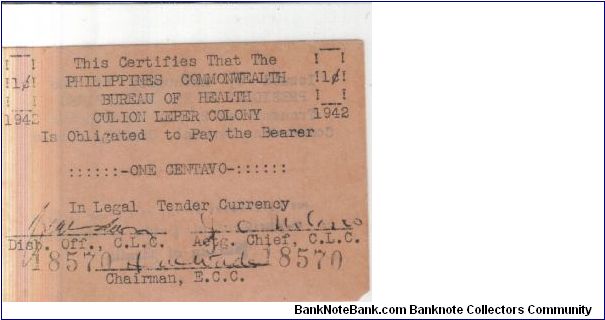 This Certifies That The
!1¢! PHILIPPINES COMMONWEALTH !1¢!
BUREAU OF HEALTH
1942 CULION LEPER COLONY 1942
Is Obligated to Pay the Bearer
::::::-ONE CENTAVO-::::::
In Legal Tender Currency
Disb. Off., C.L.C. Actg. Chief, C.L.C.
18570 H. W. Wade 18570
Chairman, E.C.C.
BankNoteBank.com Banknote Collectors Community